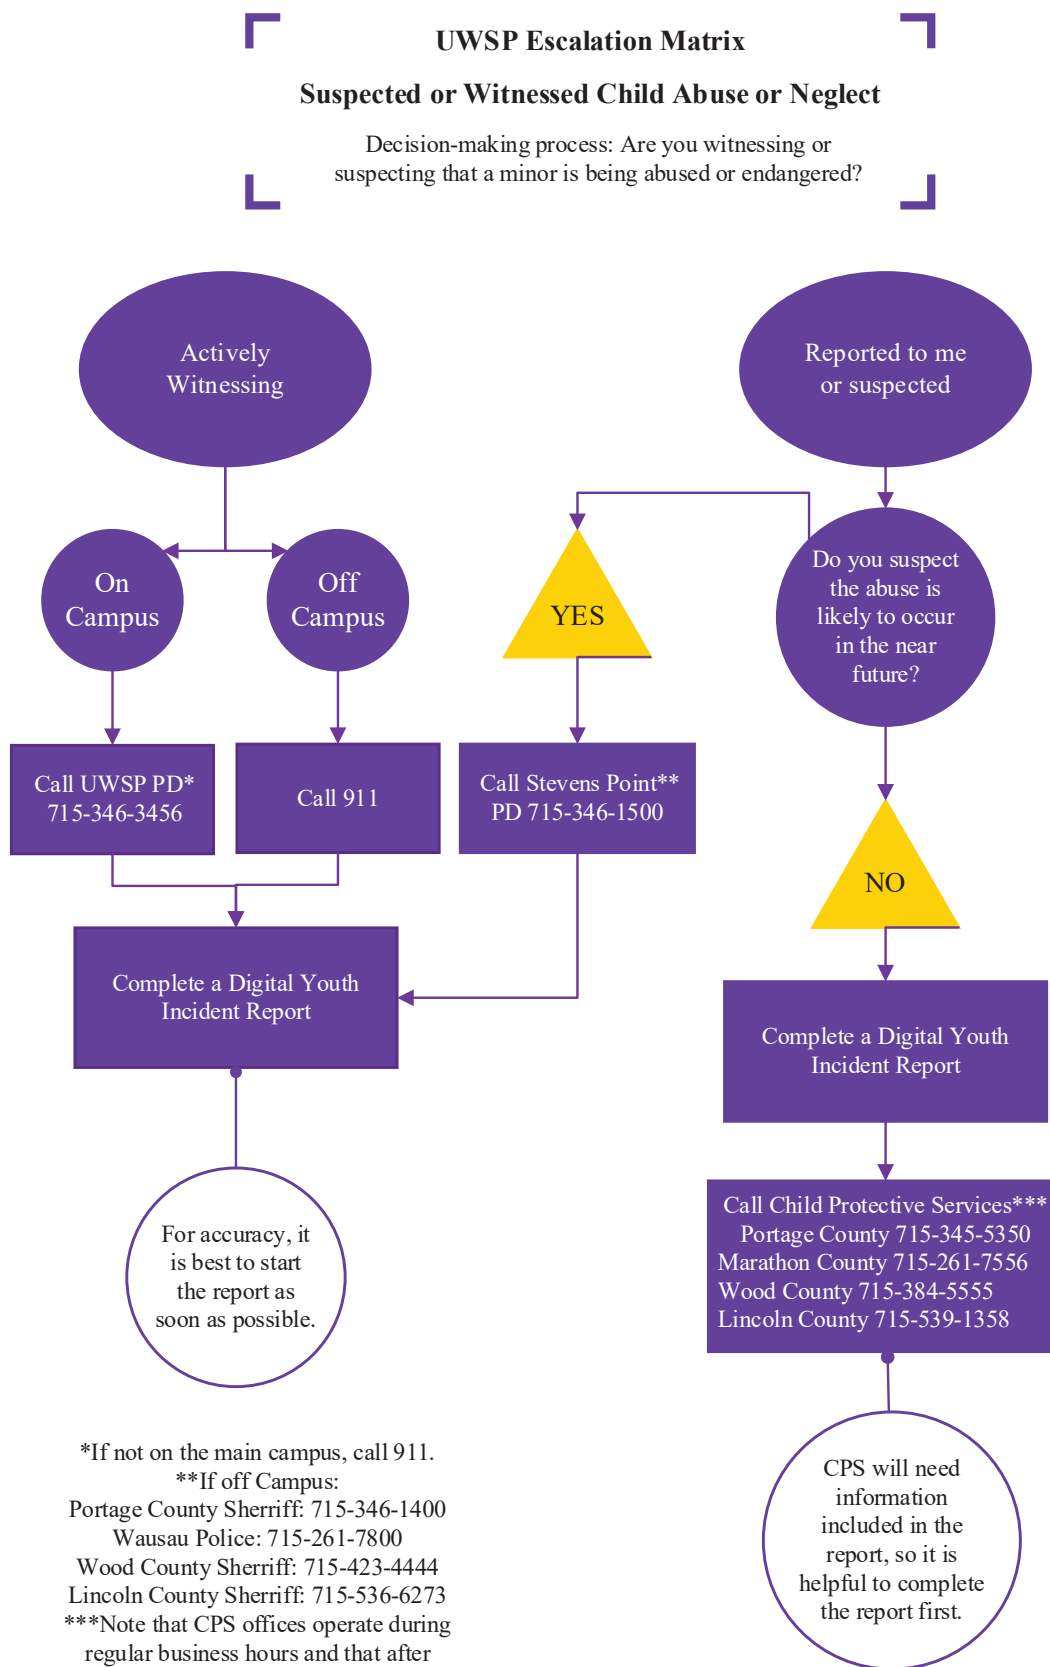 UWSP Escalation Matrix
Suspected or Witnessed Child Abuse or Neglect
Decision-making process: Are you witnessing or
suspecting that a minor is being abused or endangered?
Actively
Witnessing
Reported to me
or suspected
On
Campus
Off
Campus
YES
Do you suspect
the abuse is
likely to occur
in the near
future?
Call UWSP PD*
715-346-3456
Call 911
Call Stevens Point**
PD 715-346-1500
NO
Complete a Digital Youth
Incident Report
Complete a Digital Youth
Incident Report
For accuracy, it
is best to start
the report as
soon as possible.
Call Child Protective Services***
Portage County 715-345-5350
Marathon County 715-261-7556
Wood County 715-384-5555
Lincoln County 715-539-1358
CPS will need
information
included in the
report, so it is
helpful to complete
the report first.
*If not on the main campus, call 911.
**If off Campus:
Portage County Sherriff: 715-346-1400
Wausau Police: 715-261-7800
Wood County Sherriff: 715-423-4444
Lincoln County Sherriff: 715-536-6273
***Note that CPS offices operate during
regular business hours and that after